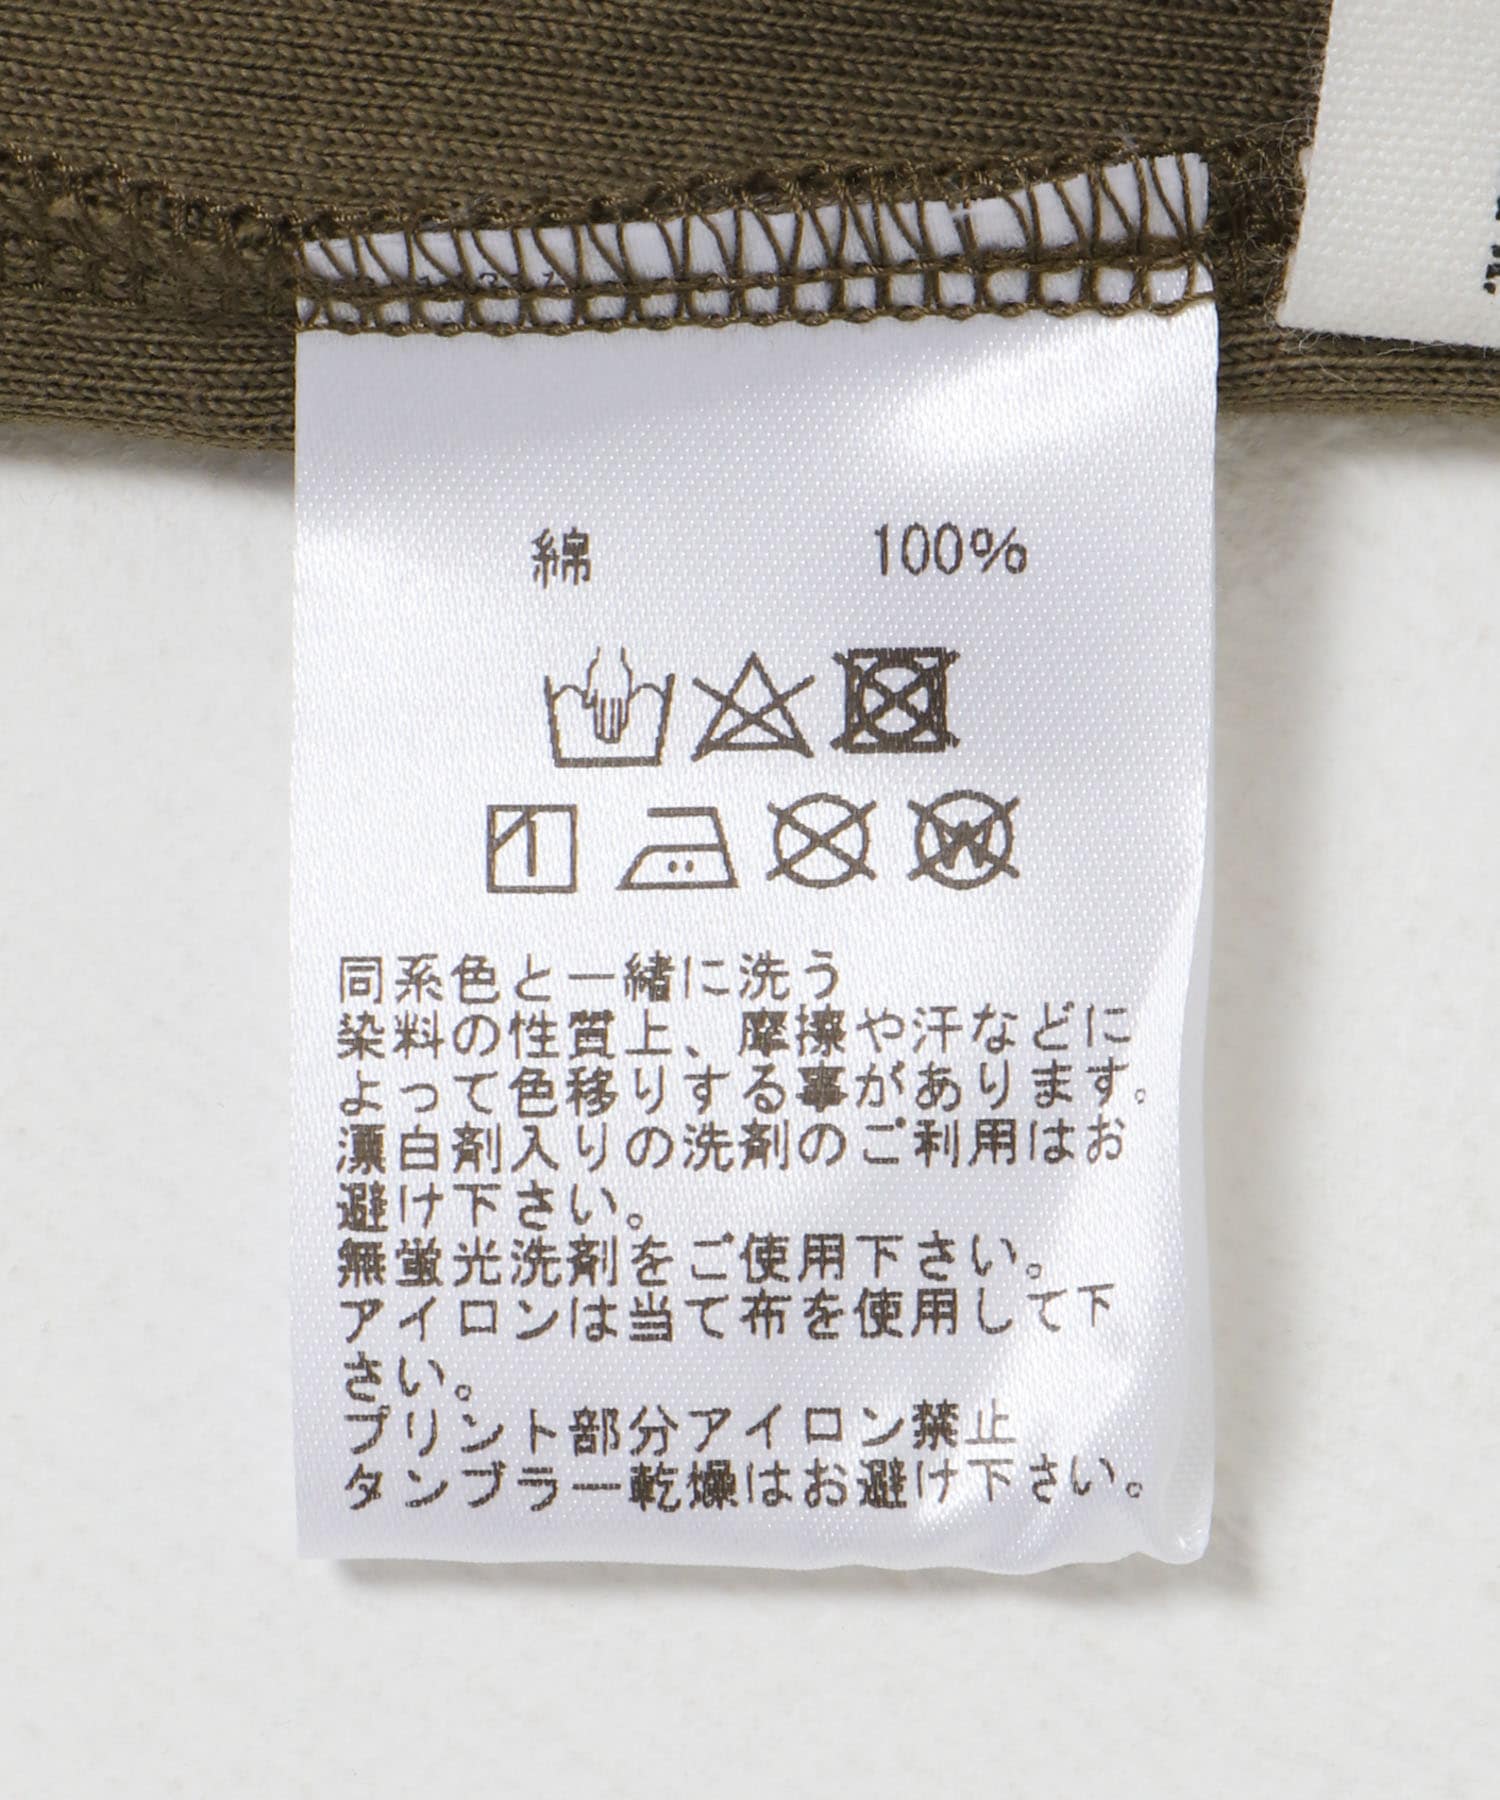 綿 100%
同系色と一緒に洗う
染料の性質上、摩擦や汗などに
よって色移りする事があります。
漂白剤入りの洗剤のご利用はお
避け下さい。
無蛍光洗剤をご使用下さい。
アイロンは当て布を使用して下
さい。
プリント部分アイロン禁止
タンブラー乾燥はお避け下さい。